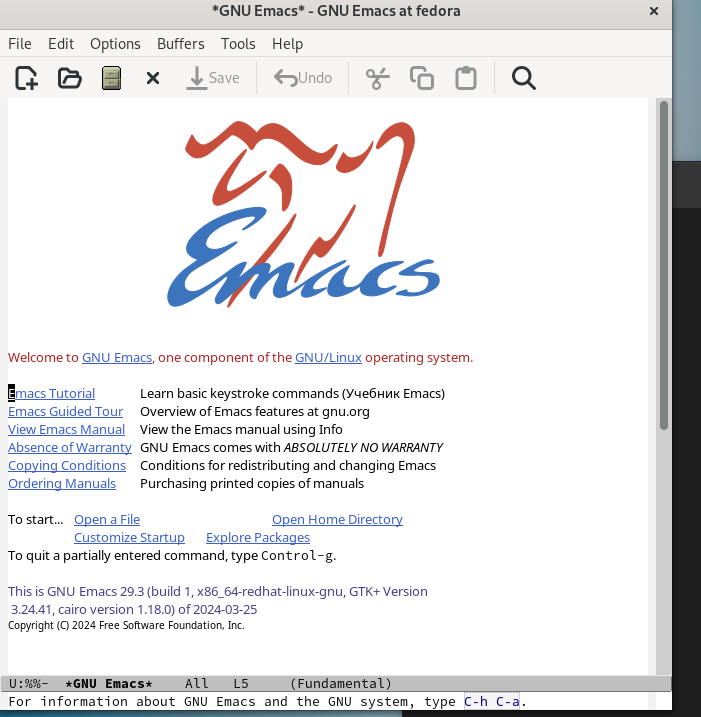 *GNU Emacs* - GNU Emacs at fedora
File Edit Options Buffers Tools Help
Save Undo
Emacs
Welcome to GNU Emacs, one component of the GNU/Linux operating system.
Emacs Tutorial Learn basic keystroke commands (Учебник Emacs)
Emacs Guided Tour Overview of Emacs features at gnu.org
View Emacs Manual View the Emacs manual using Info
Absence of Warranty GNU Emacs comes with ABSOLUTELY NO WARRANTY
Copying Conditions Conditions for redistributing and changing Emacs
Ordering Manuals Purchasing printed copies of manuals
To start... Open a File Open Home Directory
Customize Startup Explore Packages
To quit a partially entered command, type Control-g.
This is GNU Emacs 29.3 (build 1, x86_64-redhat-linux-gnu, GTK+ Version
3.24.41, cairo version 1.18.0) of 2024-03-25
Copyright (C) 2024 Free Software Foundation, Inc.
U:%%- *GNU Emacs* All L5 (Fundamental)
For information about GNU Emacs and the GNU system, type C-h C-a.